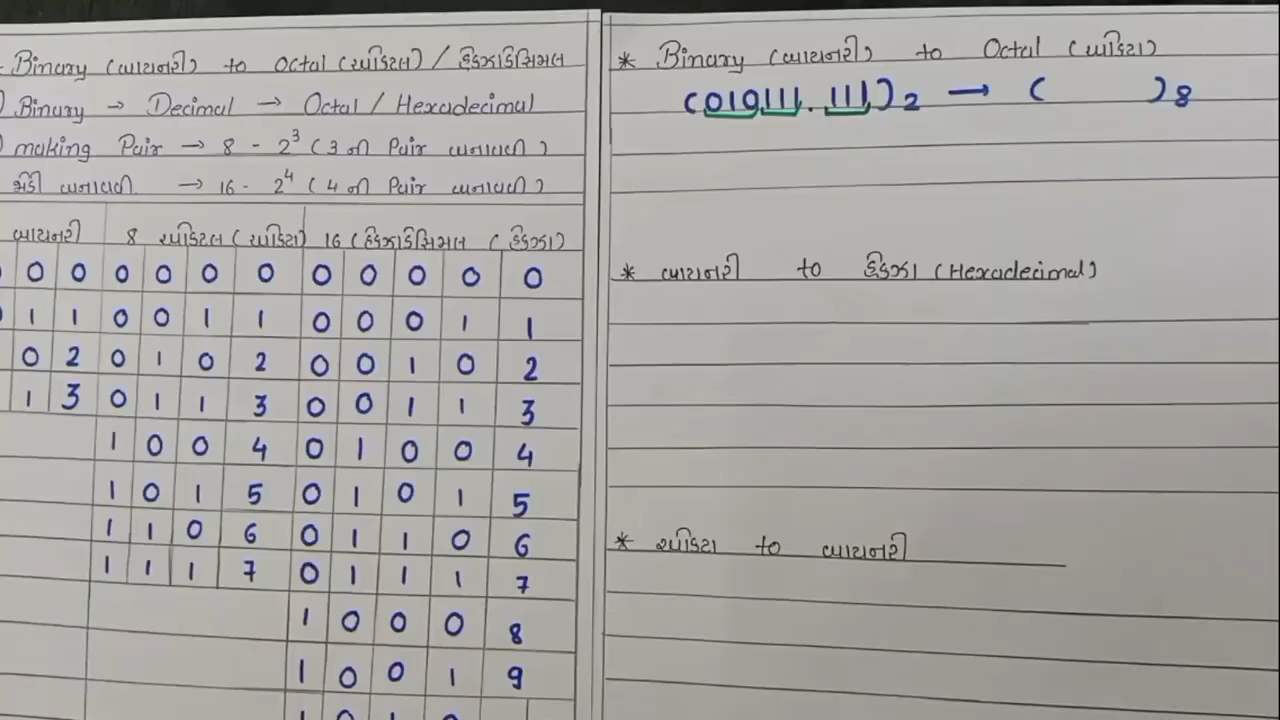 Binary (બાયનરી) to Octal (ઓક્ટિલ) / હેક્ઝાડેસિમલ
) Binary → Decimal → Octal / Hexadecimal
) making Pair → 8 - 2³ (3 ની Pair બનાવવી)
બનાવવી. → 16 - 2⁴ (4 ની Pair બનાવવી)
બાયનરી 8 ઓક્ટિલ (ઓક્ટા) 16 (હેક્ઝાડેસિમલ (હેક્ઝા)
0 0 0 0 0 0 0 0 0 0 0
1 1 0 0 1 1 0 0 0 1 1
0 2 0 1 0 2 0 0 1 0 2
1 3 0 1 1 3 0 0 1 1 3
1 0 0 4 0 1 0 0 4
1 0 1 5 0 1 0 1 5
1 1 0 6 0 1 1 0 6
1 1 1 7 0 1 1 1 7
1 0 0 0 8
1 0 0 1 9
1 0 1 0
* Binary (બાયનરી) to Octal (ઓક્ટા)
(010111.111)2 → ( )8
* બાયનરી to હેક્ઝા (Hexadecimal)
* ઓક્ટા to બાયનરી